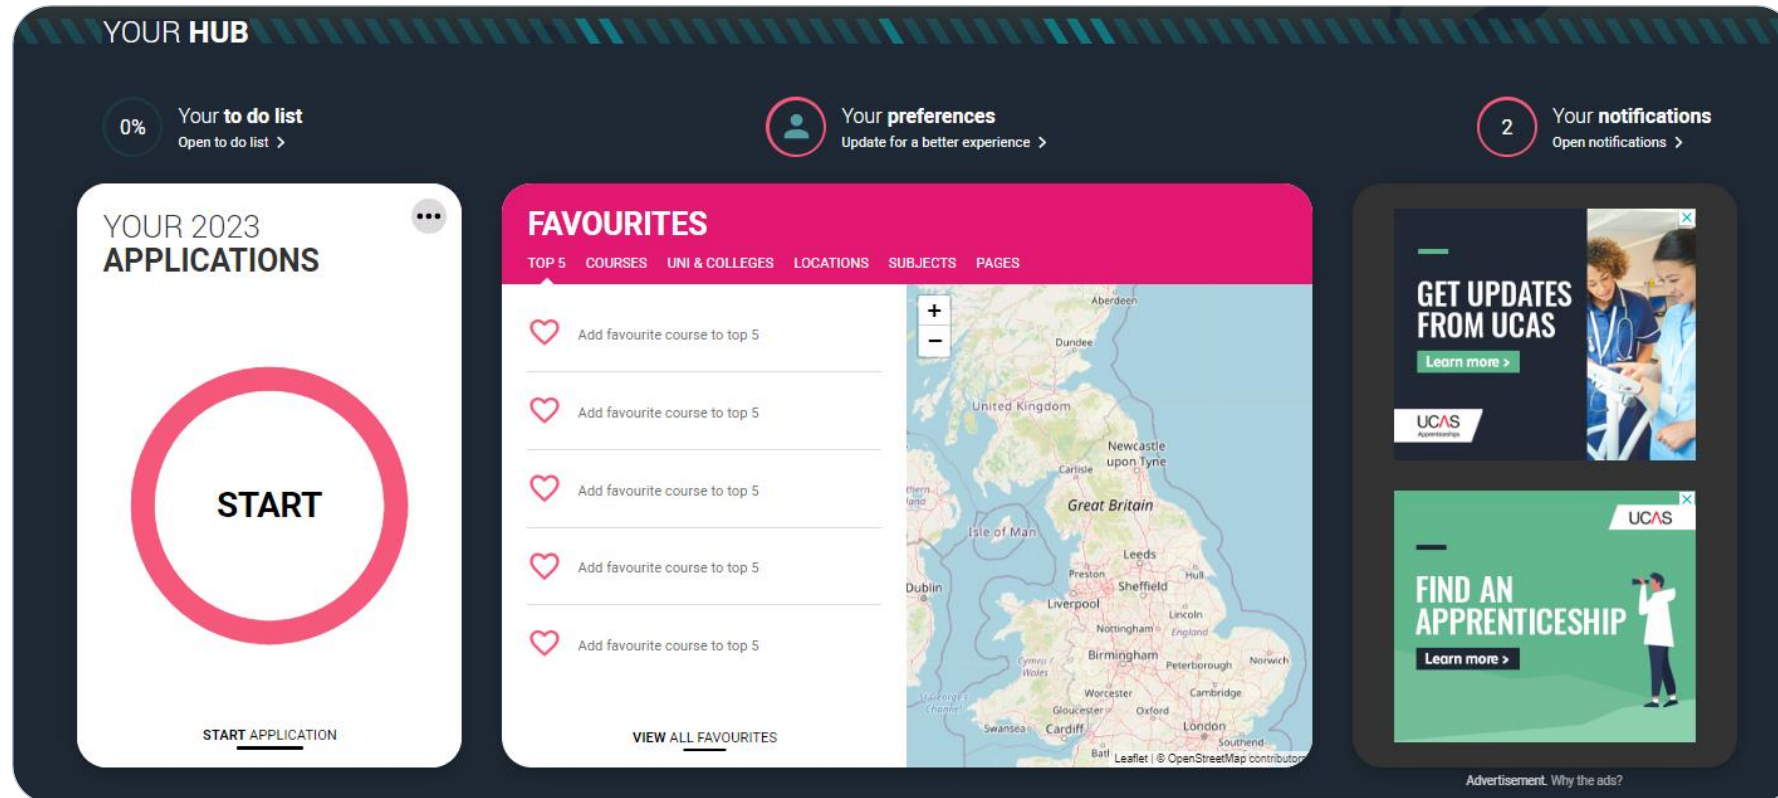 YOUR HUB
0%
Your to do list
Open to do list >
Your preferences
Update for a better experience >
2
Your notifications
Open notifications >
YOUR 2023
APPLICATIONS
START
START APPLICATION
FAVOURITES
TOP 5 COURSES UNI & COLLEGES LOCATIONS SUBJECTS PAGES
Add favourite course to top 5
Add favourite course to top 5
Add favourite course to top 5
Add favourite course to top 5
Add favourite course to top 5
VIEW ALL FAVOURITES
+
−
Aberdeen
Dundee
United Kingdom
Newcastle
upon Tyne
Carlisle
Great Britain
Isle of Man
Leeds
Preston
Hull
Sheffield
Dublin
Liverpool
Lincoln
Nottingham
England
Birmingham
Peterborough
Norwich
Cymru /
Wales
Worcester
Cambridge
St George's
Channel
Gloucester
Oxford
Swansea
Cardiff
London
Southend-
Leaflet | © OpenStreetMap contributors
GET UPDATES
FROM UCAS
Learn more >
UCAS
Apprenticeships
UCAS
FIND AN
APPRENTICESHIP
Learn more >
Advertisement. Why the ads?